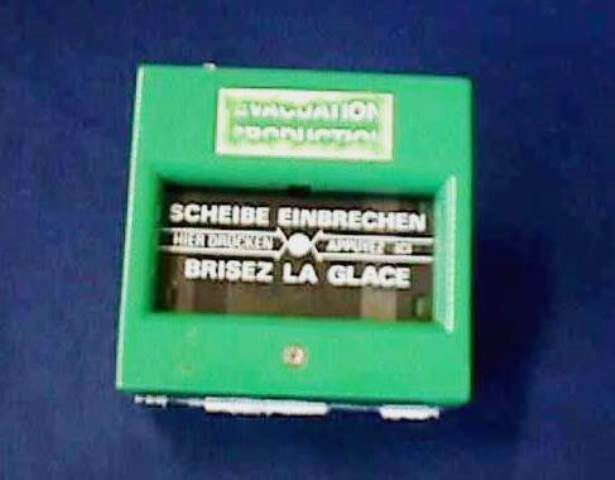 EVACUATION
PRODUCTION
SCHEIBE EINBRECHEN
HIER DRÜCKEN APPUYEZ ICI
BRISEZ LA GLACE